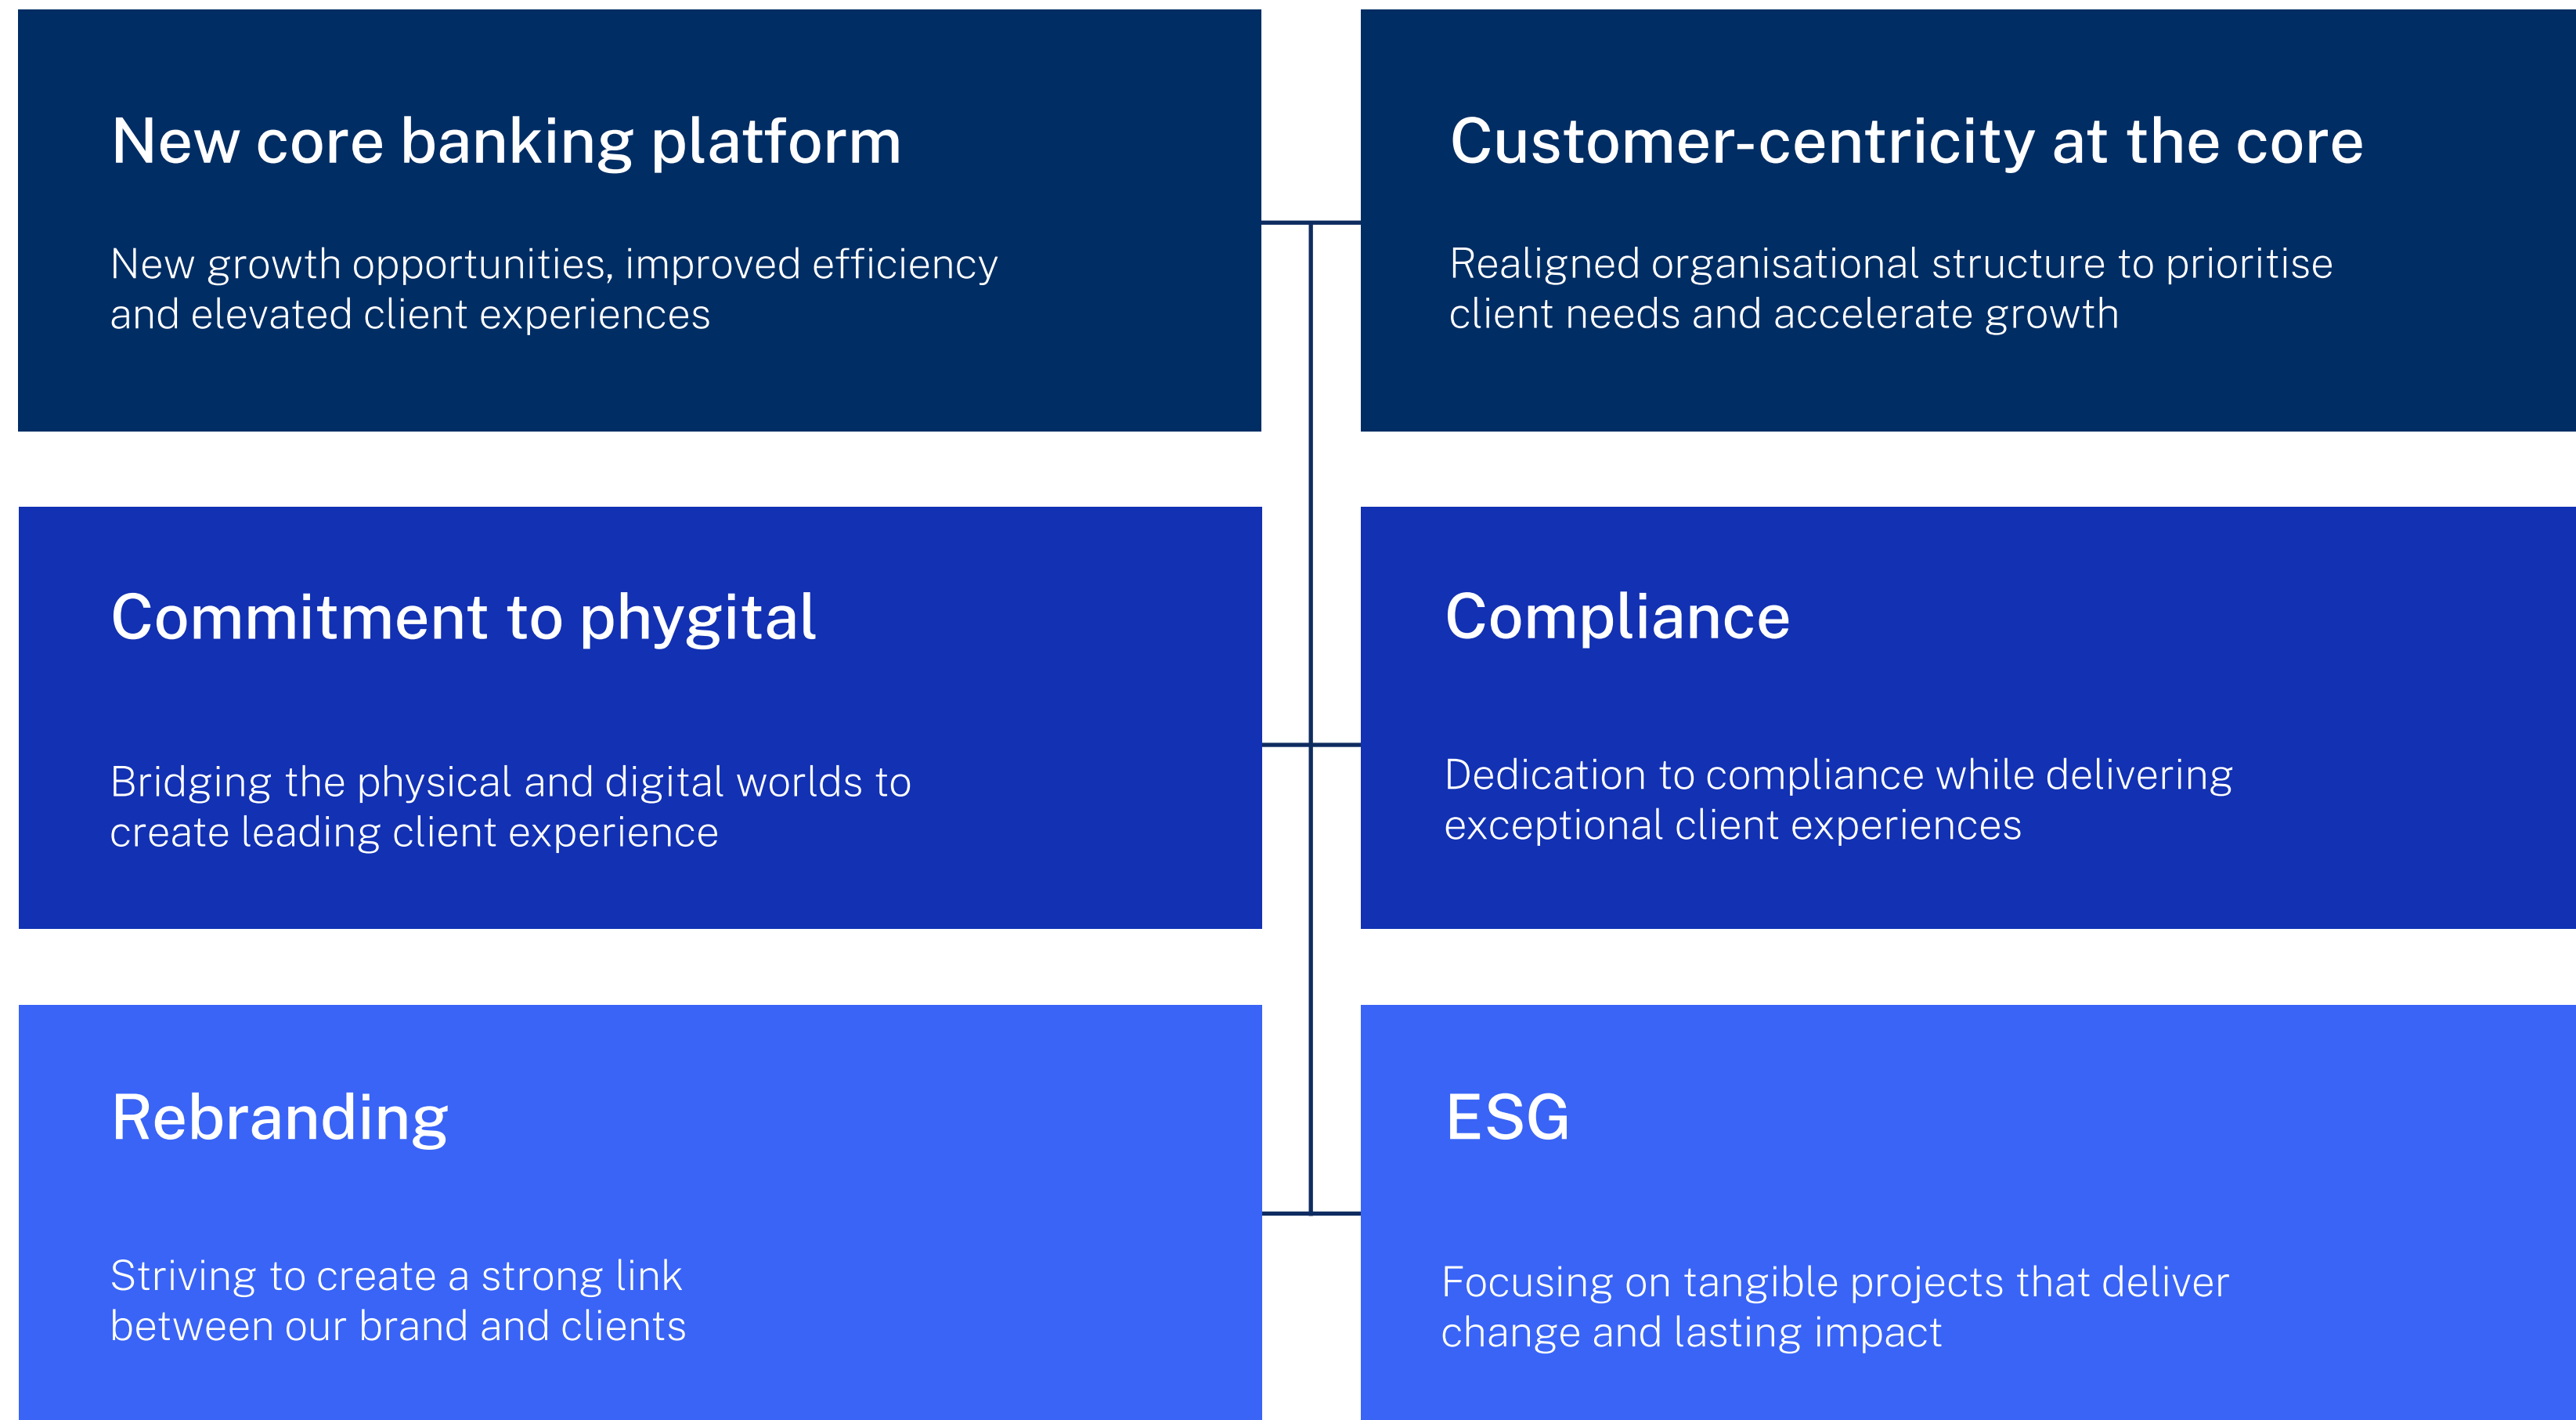 New core banking platform
New growth opportunities, improved efficiency
and elevated client experiences
Customer-centricity at the core
Realigned organisational structure to prioritise
client needs and accelerate growth
Commitment to phygital
Bridging the physical and digital worlds to
create leading client experience
Compliance
Dedication to compliance while delivering
exceptional client experiences
Rebranding
Striving to create a strong link
between our brand and clients
ESG
Focusing on tangible projects that deliver
change and lasting impact